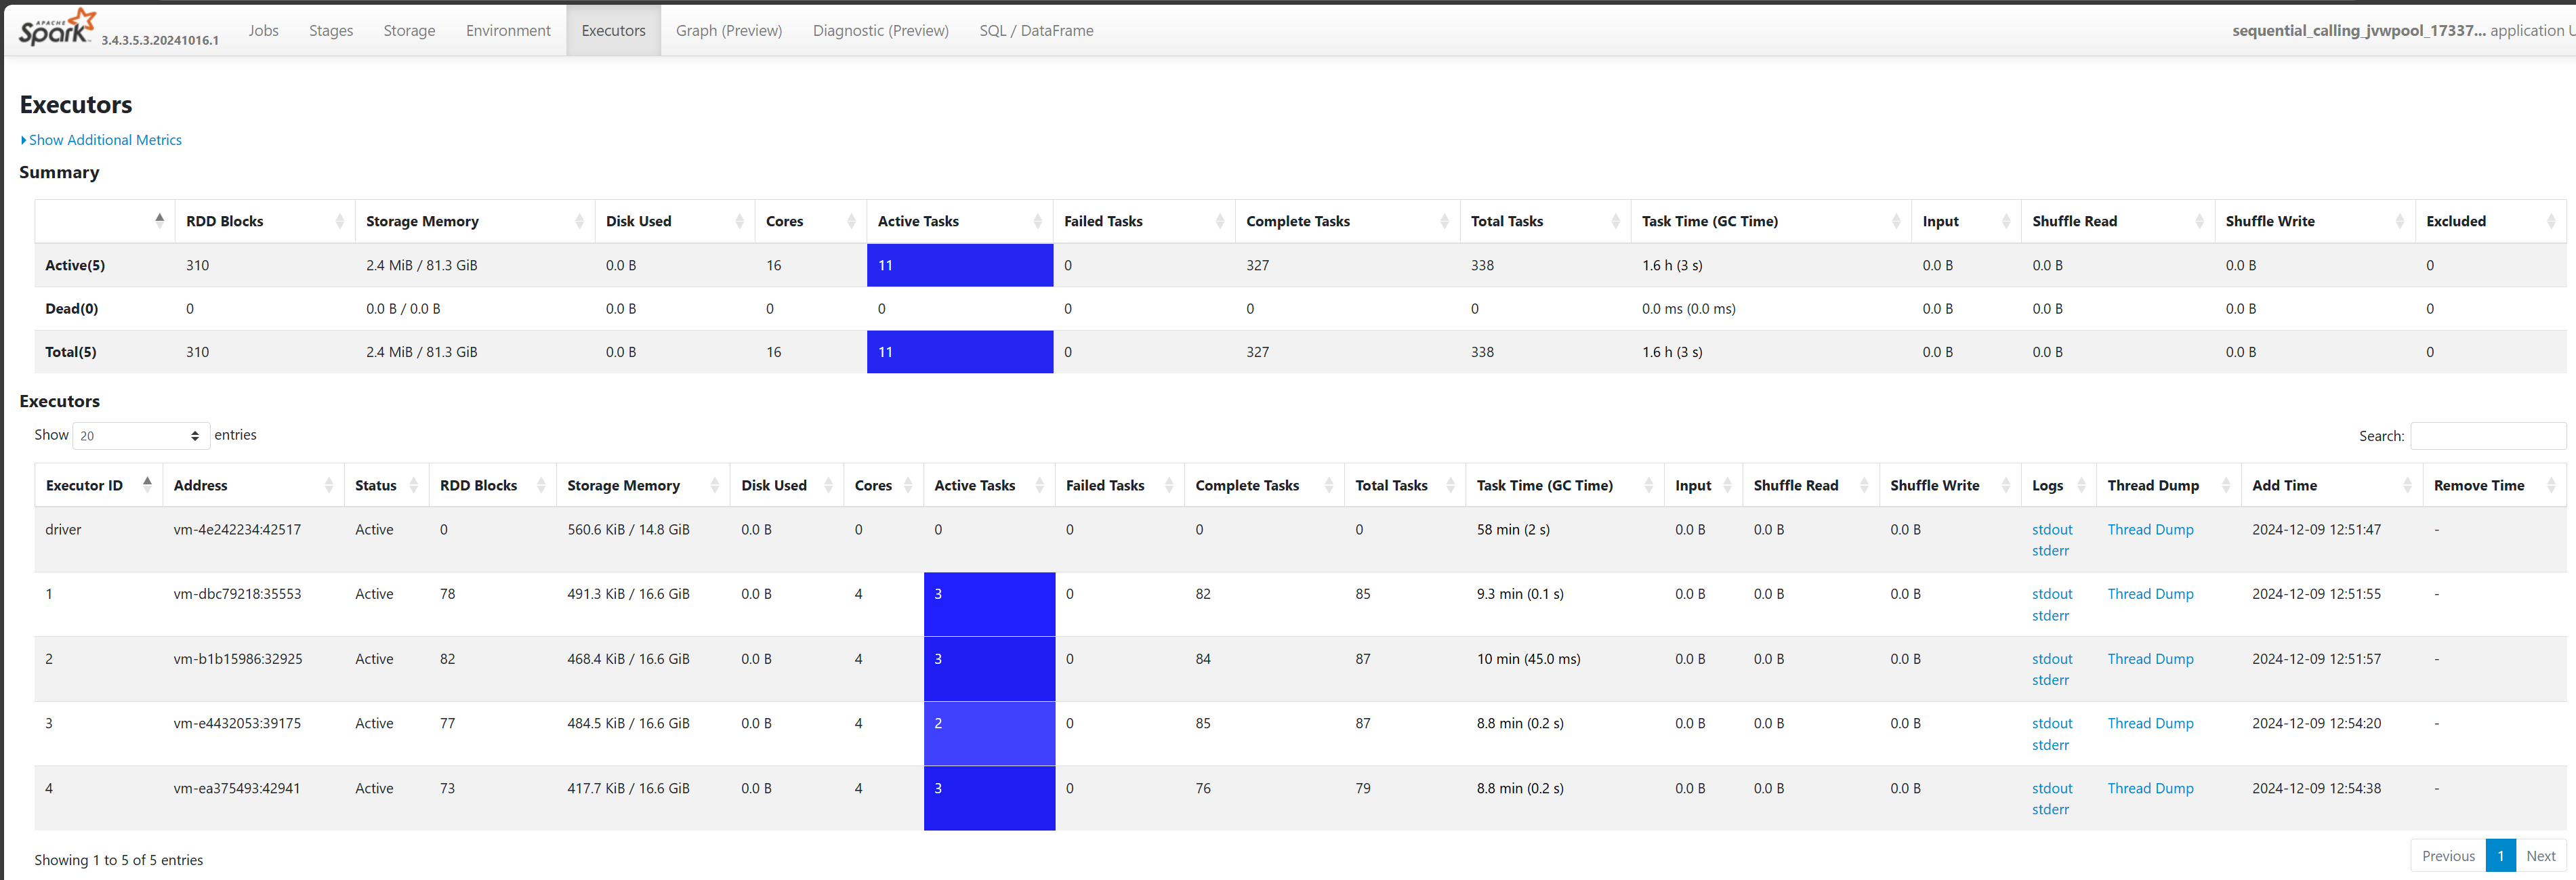 APACHE
Spark 3.4.3.5.3.20241016.1 Jobs Stages Storage Environment Executors Graph (Preview) Diagnostic (Preview) SQL / DataFrame sequential_calling_jvwpool_17337... application U
Executors
Show Additional Metrics
Summary
RDD Blocks Storage Memory Disk Used Cores Active Tasks Failed Tasks Complete Tasks Total Tasks Task Time (GC Time) Input Shuffle Read Shuffle Write Excluded
Active(5) 310 2.4 MiB / 81.3 GiB 0.0 B 16 11 0 327 338 1.6 h (3 s) 0.0 B 0.0 B 0.0 B 0
Dead(0) 0 0.0 B / 0.0 B 0.0 B 0 0 0 0 0 0.0 ms (0.0 ms) 0.0 B 0.0 B 0.0 B 0
Total(5) 310 2.4 MiB / 81.3 GiB 0.0 B 16 11 0 327 338 1.6 h (3 s) 0.0 B 0.0 B 0.0 B 0
Executors
Show 20 entries Search:
Executor ID Address Status RDD Blocks Storage Memory Disk Used Cores Active Tasks Failed Tasks Complete Tasks Total Tasks Task Time (GC Time) Input Shuffle Read Shuffle Write Logs Thread Dump Add Time Remove Time
driver vm-4e242234:42517 Active 0 560.6 KiB / 14.8 GiB 0.0 B 0 0 0 0 0 58 min (2 s) 0.0 B 0.0 B 0.0 B stdout Thread Dump 2024-12-09 12:51:47 -
stderr
1 vm-dbc79218:35553 Active 78 491.3 KiB / 16.6 GiB 0.0 B 4 3 0 82 85 9.3 min (0.1 s) 0.0 B 0.0 B 0.0 B stdout Thread Dump 2024-12-09 12:51:55 -
stderr
2 vm-b1b15986:32925 Active 82 468.4 KiB / 16.6 GiB 0.0 B 4 3 0 84 87 10 min (45.0 ms) 0.0 B 0.0 B 0.0 B stdout Thread Dump 2024-12-09 12:51:57 -
stderr
3 vm-e4432053:39175 Active 77 484.5 KiB / 16.6 GiB 0.0 B 4 2 0 85 87 8.8 min (0.2 s) 0.0 B 0.0 B 0.0 B stdout Thread Dump 2024-12-09 12:54:20 -
stderr
4 vm-ea375493:42941 Active 73 417.7 KiB / 16.6 GiB 0.0 B 4 3 0 76 79 8.8 min (0.2 s) 0.0 B 0.0 B 0.0 B stdout Thread Dump 2024-12-09 12:54:38 -
stderr
Showing 1 to 5 of 5 entries Previous 1 Next